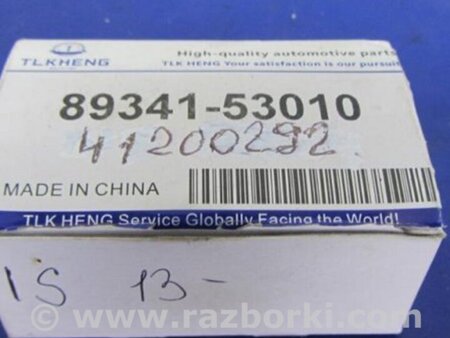 High-quality automotive parts
TLKHENG
TLK HENG Your satisfaction is our pursuit
89341-53010
41200292
MADE IN CHINA
TLK HENG Service Globally Facing the World!
IS 13-
© www.razborki.com